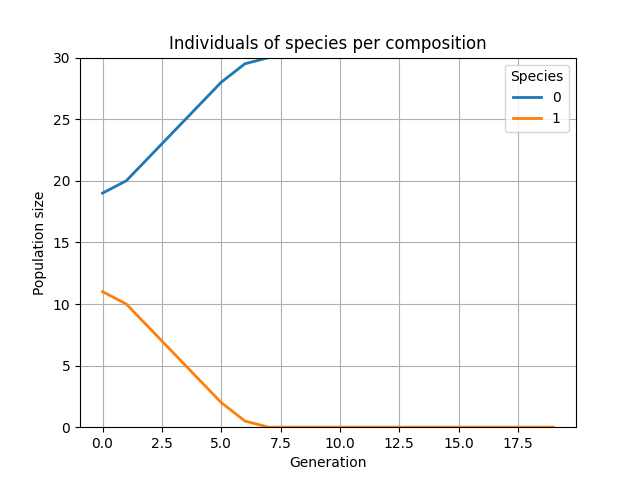 Individuals of species per composition
Species
0
1
30
25
20
15
10
5
0
Population size
0.0 2.5 5.0 7.5 10.0 12.5 15.0 17.5
Generation